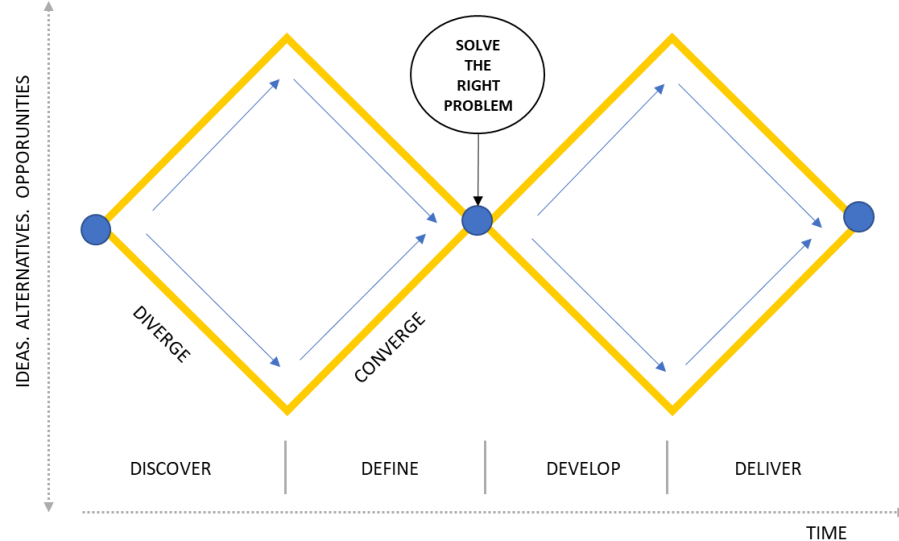 SOLVE
THE
RIGHT
PROBLEM
IDEAS. ALTERNATIVES. OPPORUNITIES
DIVERGE
CONVERGE
DISCOVER
DEFINE
DEVELOP
DELIVER
TIME